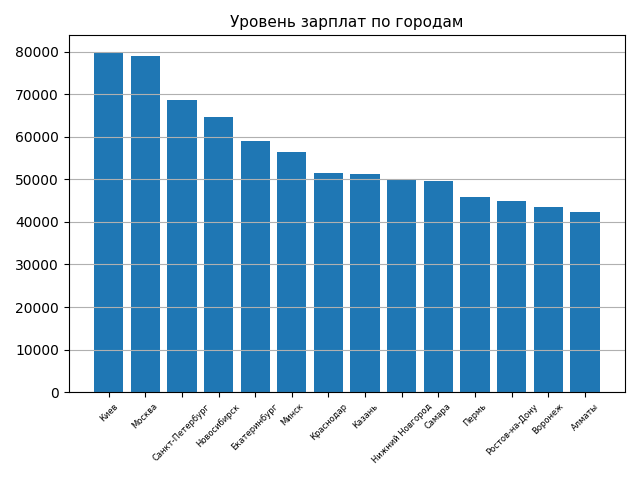 Уровень зарплат по городам
80000
70000
60000
50000
40000
30000
20000
10000
0
Киев
Москва
Санкт-Петербург
Новосибирск
Екатеринбург
Минск
Краснодар
Казань
Нижний Новгород
Самара
Пермь
Ростов-на-Дону
Воронеж
Алматы